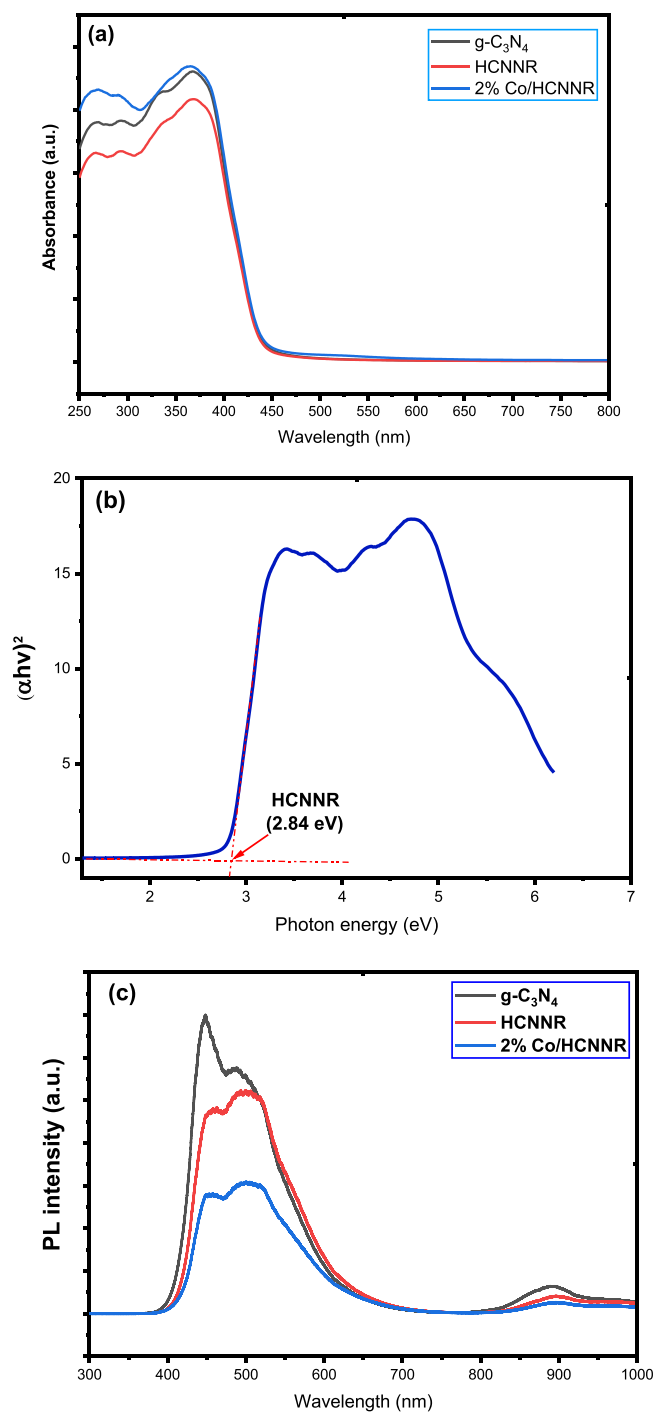 (a)
g-C₃N₄
HCNNR
2% Co/HCNNR
Absorbance (a.u.)
250 300 350 400 450 500 550 600 650 700 750 800
Wavelength (nm)
(b)
20
15
10
5
0
(αhv)²
HCNNR
(2.84 eV)
2 3 4 5 6 7
Photon energy (eV)
(c)
g-C₃N₄
HCNNR
2% Co/HCNNR
PL intensity (a.u.)
300 400 500 600 700 800 900 1000
Wavelength (nm)